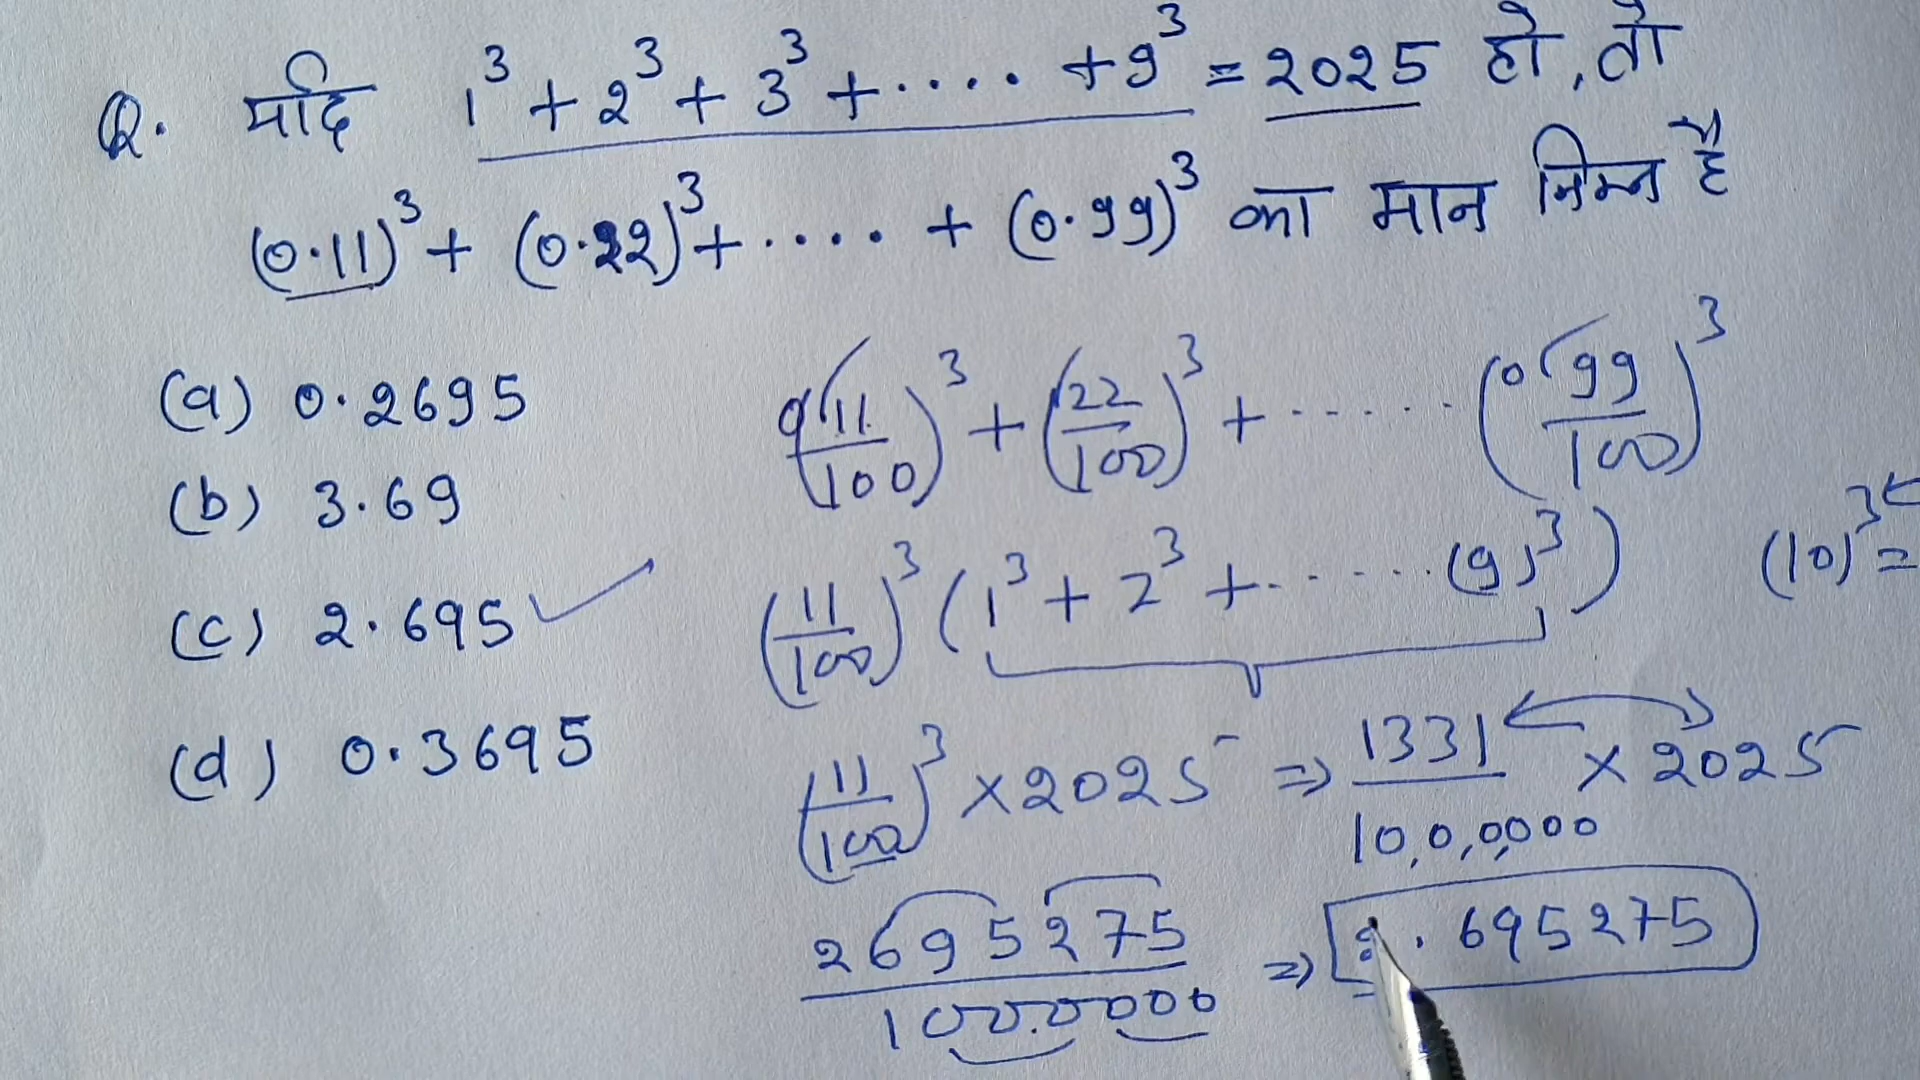 Q. यदि 1³ + 2³ + 3³ + ..... + 9³ = 2025 हो, तो
(0.11)³ + (0.22)³ + ..... + (0.99)³ का मान निम्न है
(a) 0.2695
(b) 3.69
(c) 2.695 ✓
(d) 0.3695
(11/100)³ + (22/100)³ + ...... (99/100)³
(11/100)³ (1³ + 2³ + ...... (9)³) (10)³ =
(11/100)³ × 2025 ⇒ 1331/10,0,0,000 × 2025
2695275/1000000 ⇒ 2.695275